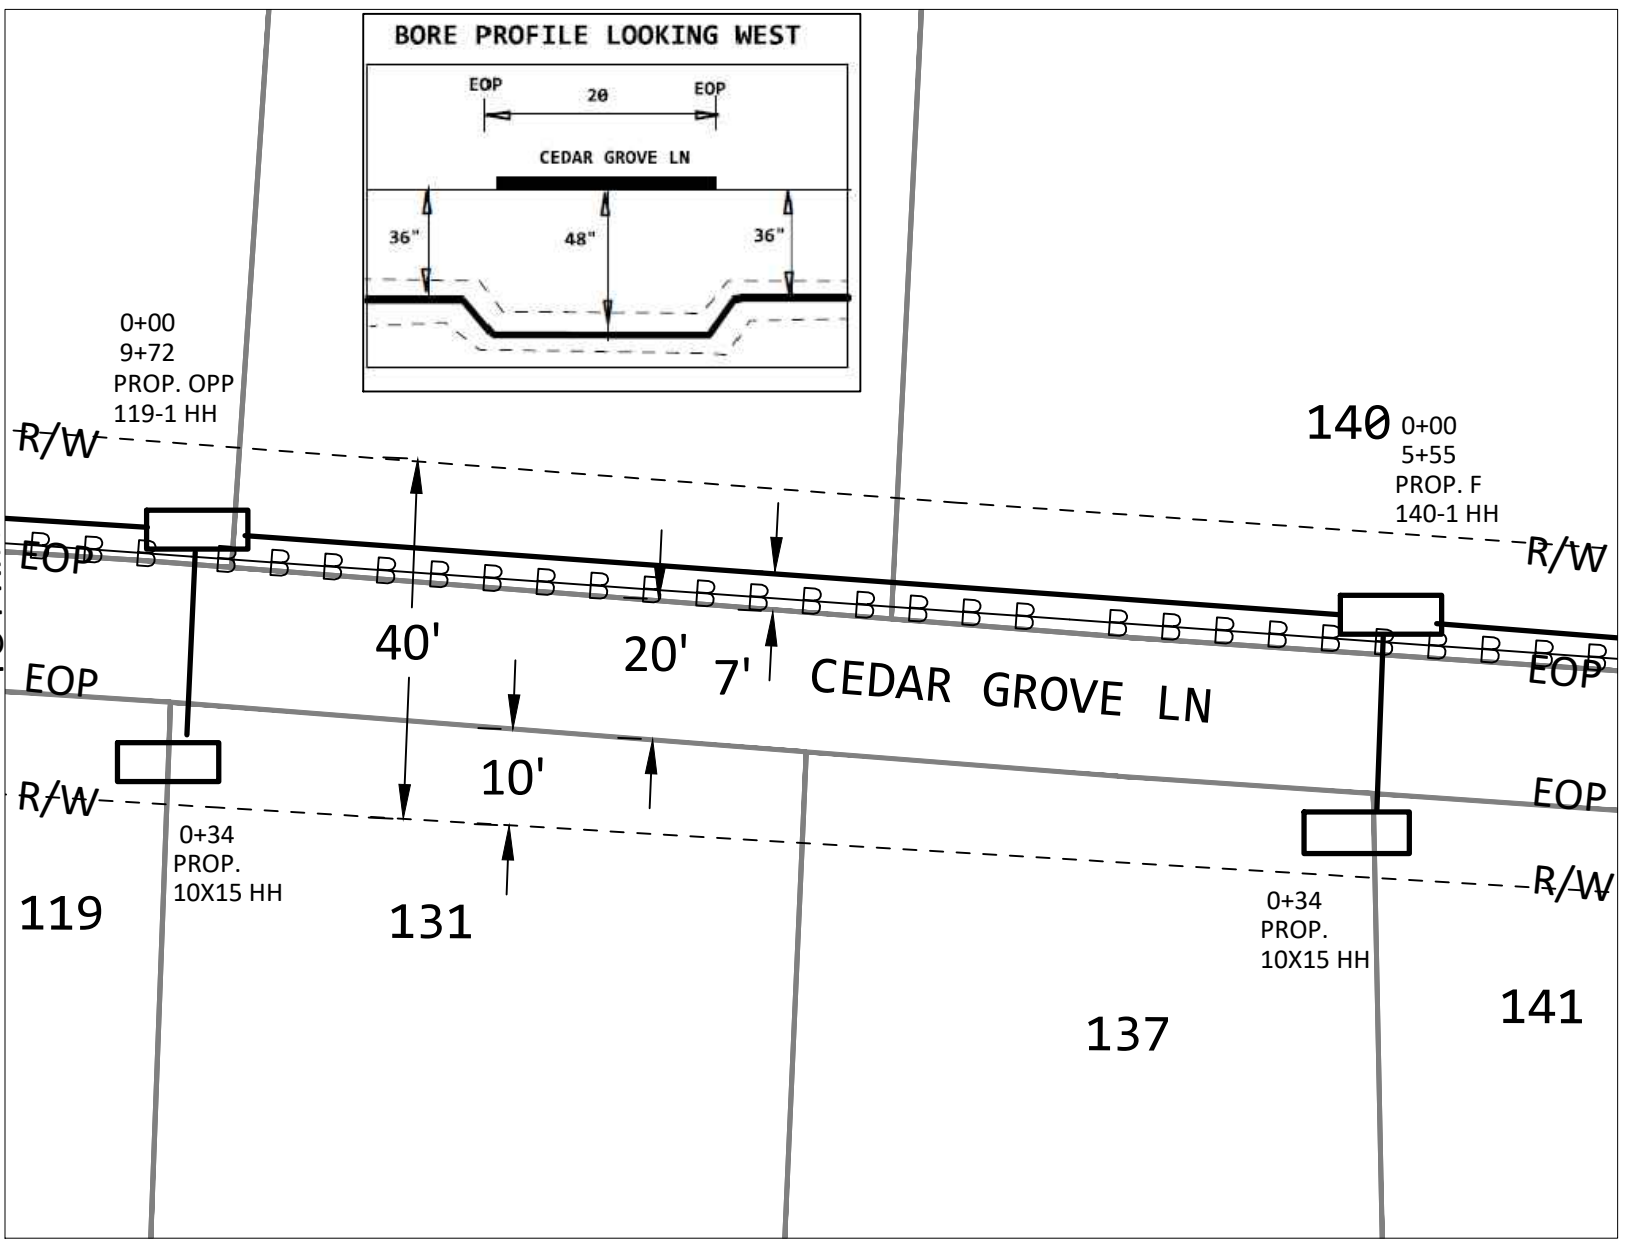 BORE PROFILE LOOKING WEST
EOP
20
EOP
CEDAR GROVE LN
36"
48"
36"
0+00
9+72
PROP. OPP
119-1 HH
140
0+00
5+55
PROP. F
140-1 HH
R/W
R/W
EOP
B B B B B B B B B B B B B B B B B B B B B B B B B B B B B
EOP
40'
20'
7'
CEDAR GROVE LN
EOP
10'
EOP
R/W
R/W
0+34
PROP.
10X15 HH
0+34
PROP.
10X15 HH
119
131
137
141